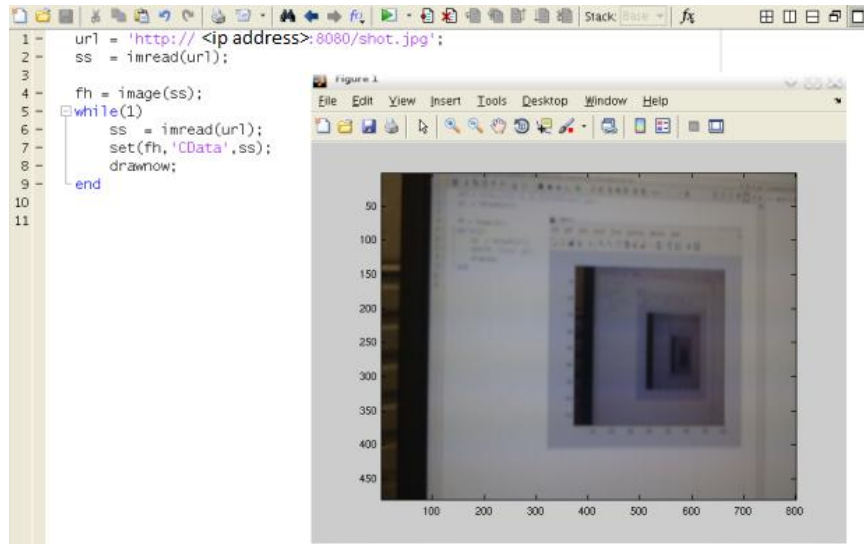 Stack: Base
fx
1 - url = 'http:// <ip address>:8080/shot.jpg';
2 - ss = imread(url);
3
4 - fh = image(ss);
5 - while(1)
6 - ss = imread(url);
7 - set(fh,'CData',ss);
8 - drawnow;
9 - end
10
11
Figure 1
File Edit View Insert Tools Desktop Window Help
50
100
150
200
250
300
350
400
450
100 200 300 400 500 600 700 800